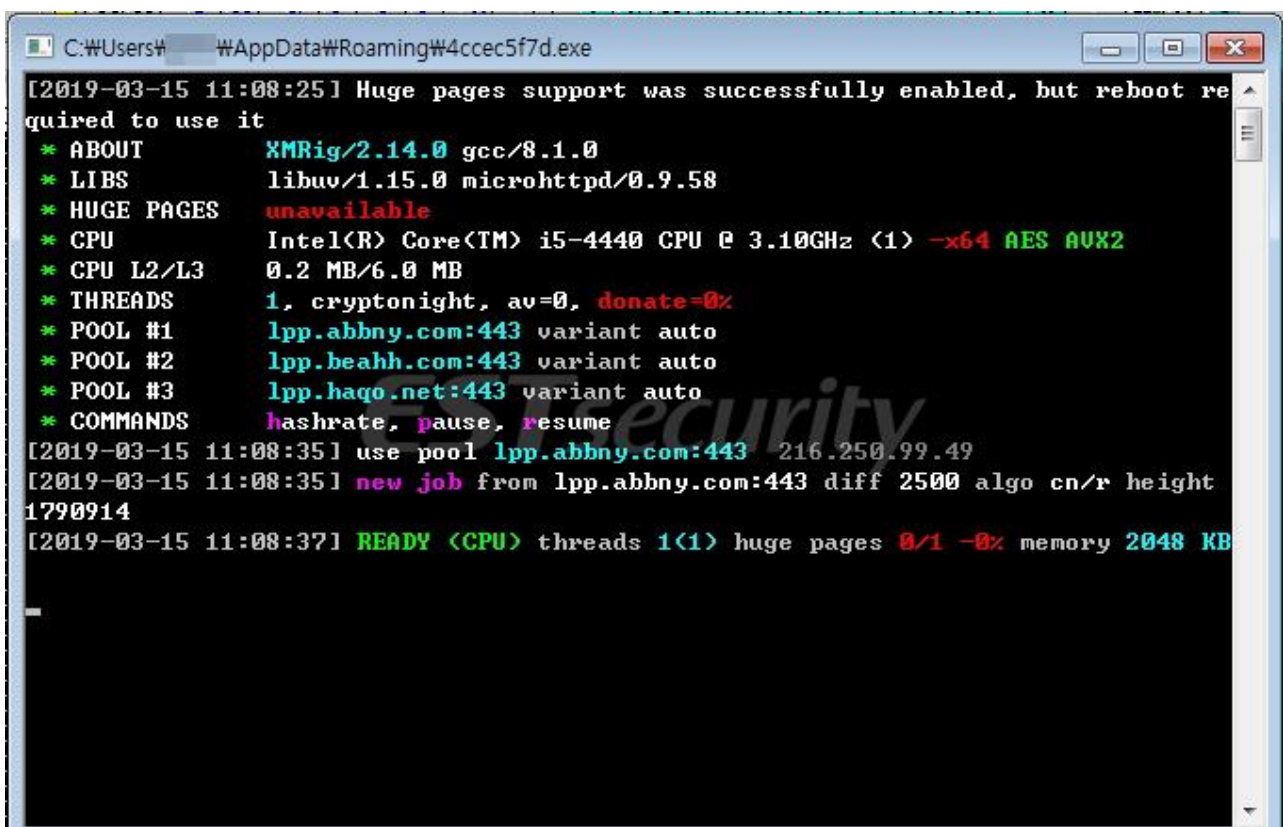 C:₩Users₩ ₩AppData₩Roaming₩4ccec5f7d.exe
[2019-03-15 11:08:25] Huge pages support was successfully enabled, but reboot re
quired to use it
* ABOUT XMRig/2.14.0 gcc/8.1.0
* LIBS libuv/1.15.0 microhttpd/0.9.58
* HUGE PAGES unavailable
* CPU Intel(R) Core(TM) i5-4440 CPU @ 3.10GHz (1) -x64 AES AVX2
* CPU L2/L3 0.2 MB/6.0 MB
* THREADS 1, cryptonight, av=0, donate=0%
* POOL #1 lpp.abbny.com:443 variant auto
* POOL #2 lpp.beahh.com:443 variant auto
* POOL #3 lpp.haqo.net:443 variant auto
* COMMANDS hashrate, pause, resume
ESTsecurity
[2019-03-15 11:08:35] use pool lpp.abbny.com:443 216.250.99.49
[2019-03-15 11:08:35] new job from lpp.abbny.com:443 diff 2500 algo cn/r height
1790914
[2019-03-15 11:08:37] READY (CPU) threads 1(1) huge pages 0/1 -0% memory 2048 KB